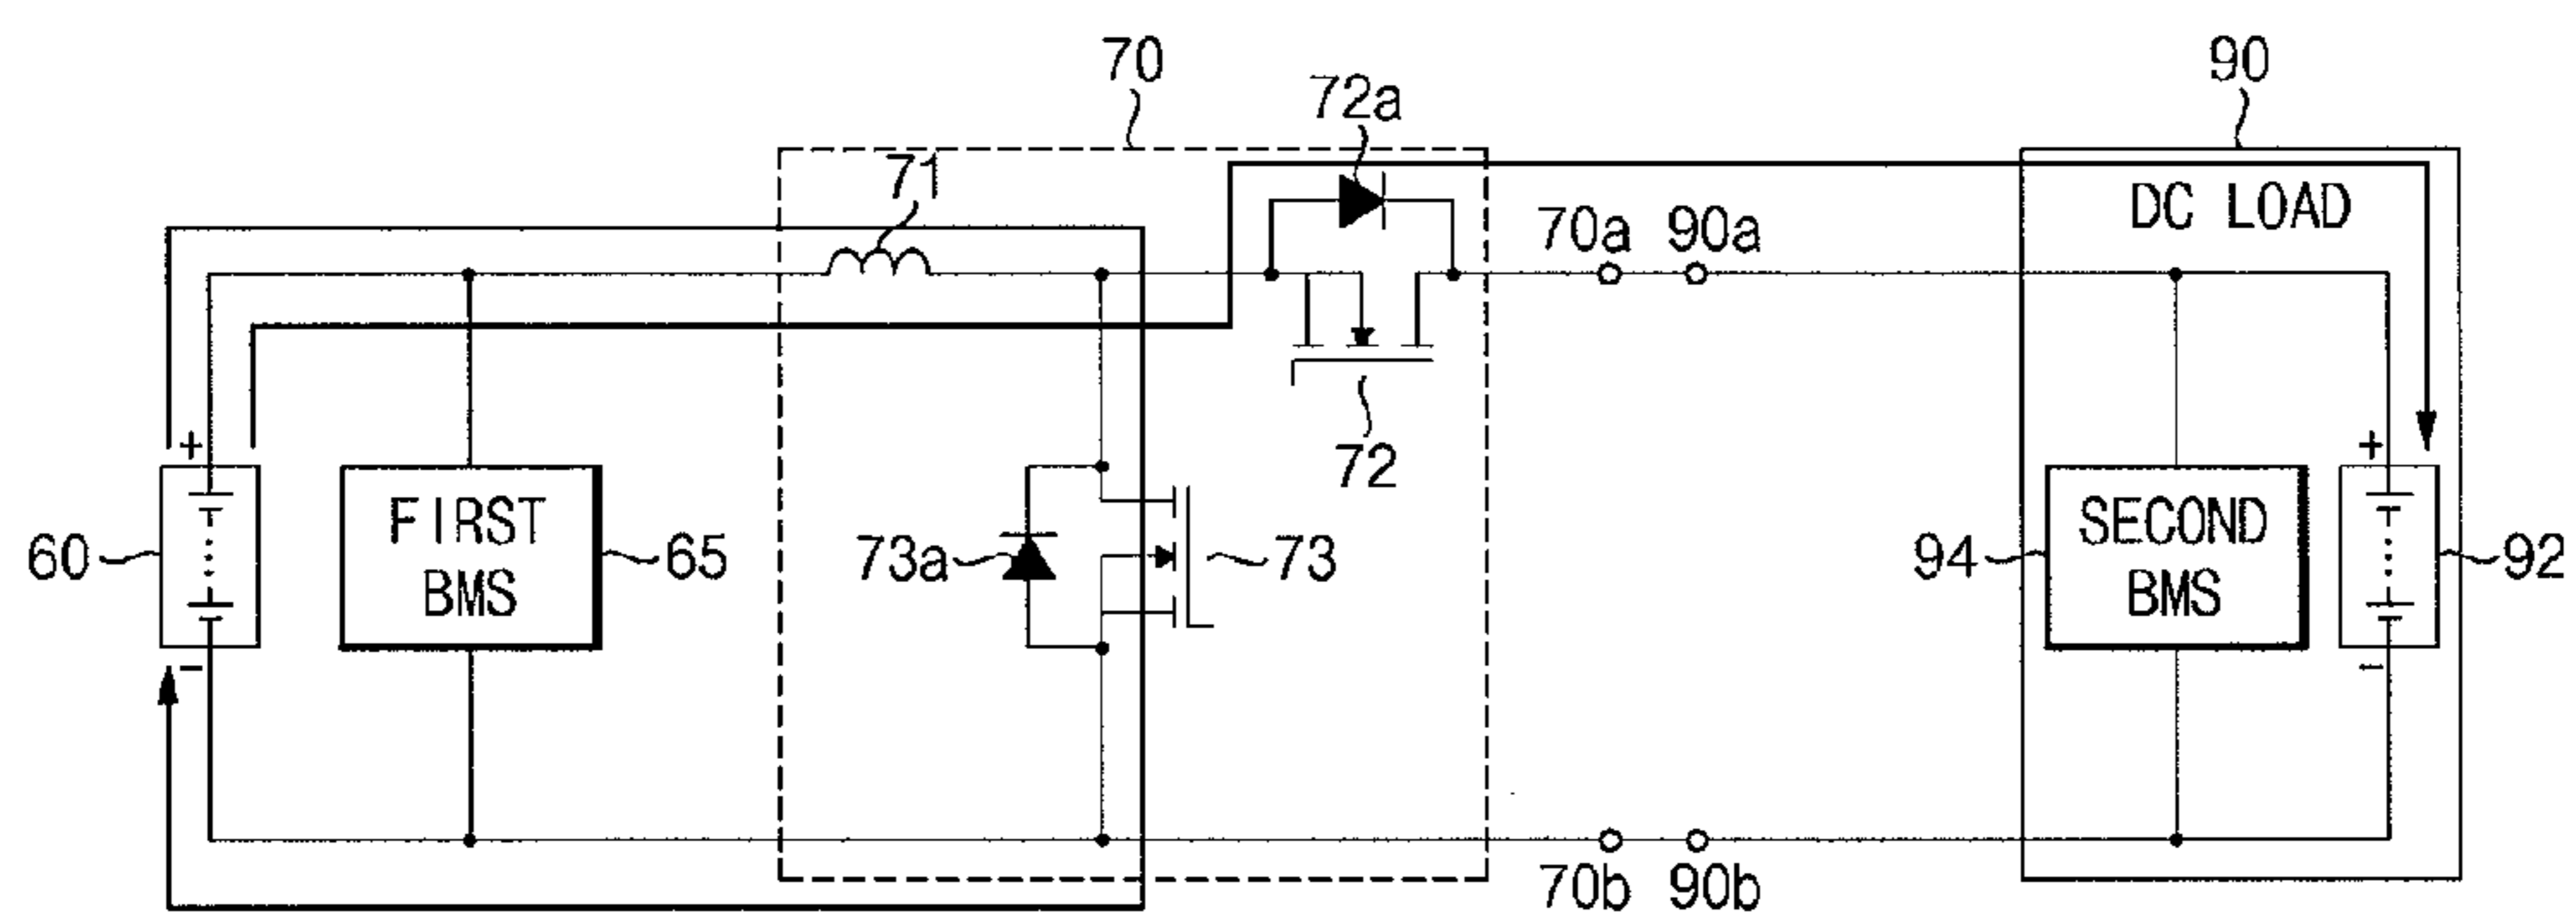 70
90
72a
71
DC LOAD
70a 90a
72
+
+
FIRST
BMS
SECOND
BMS
60
65
73a
73
94
92
-
-
70b 90b